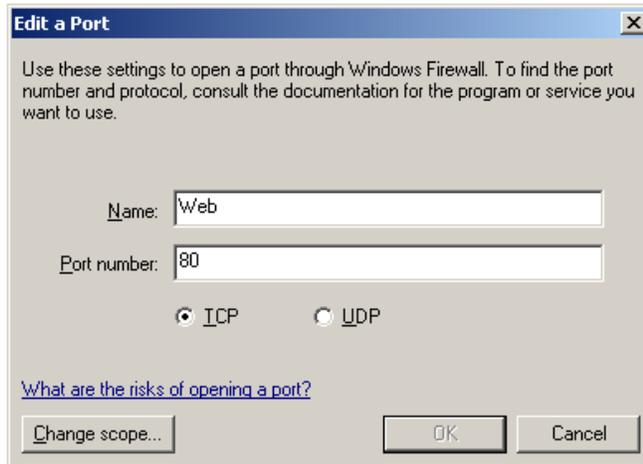 Edit a Port
Use these settings to open a port through Windows Firewall. To find the port
number and protocol, consult the documentation for the program or service you
want to use.
Name: Web
Port number: 80
TCP UDP
What are the risks of opening a port?
Change scope... OK Cancel